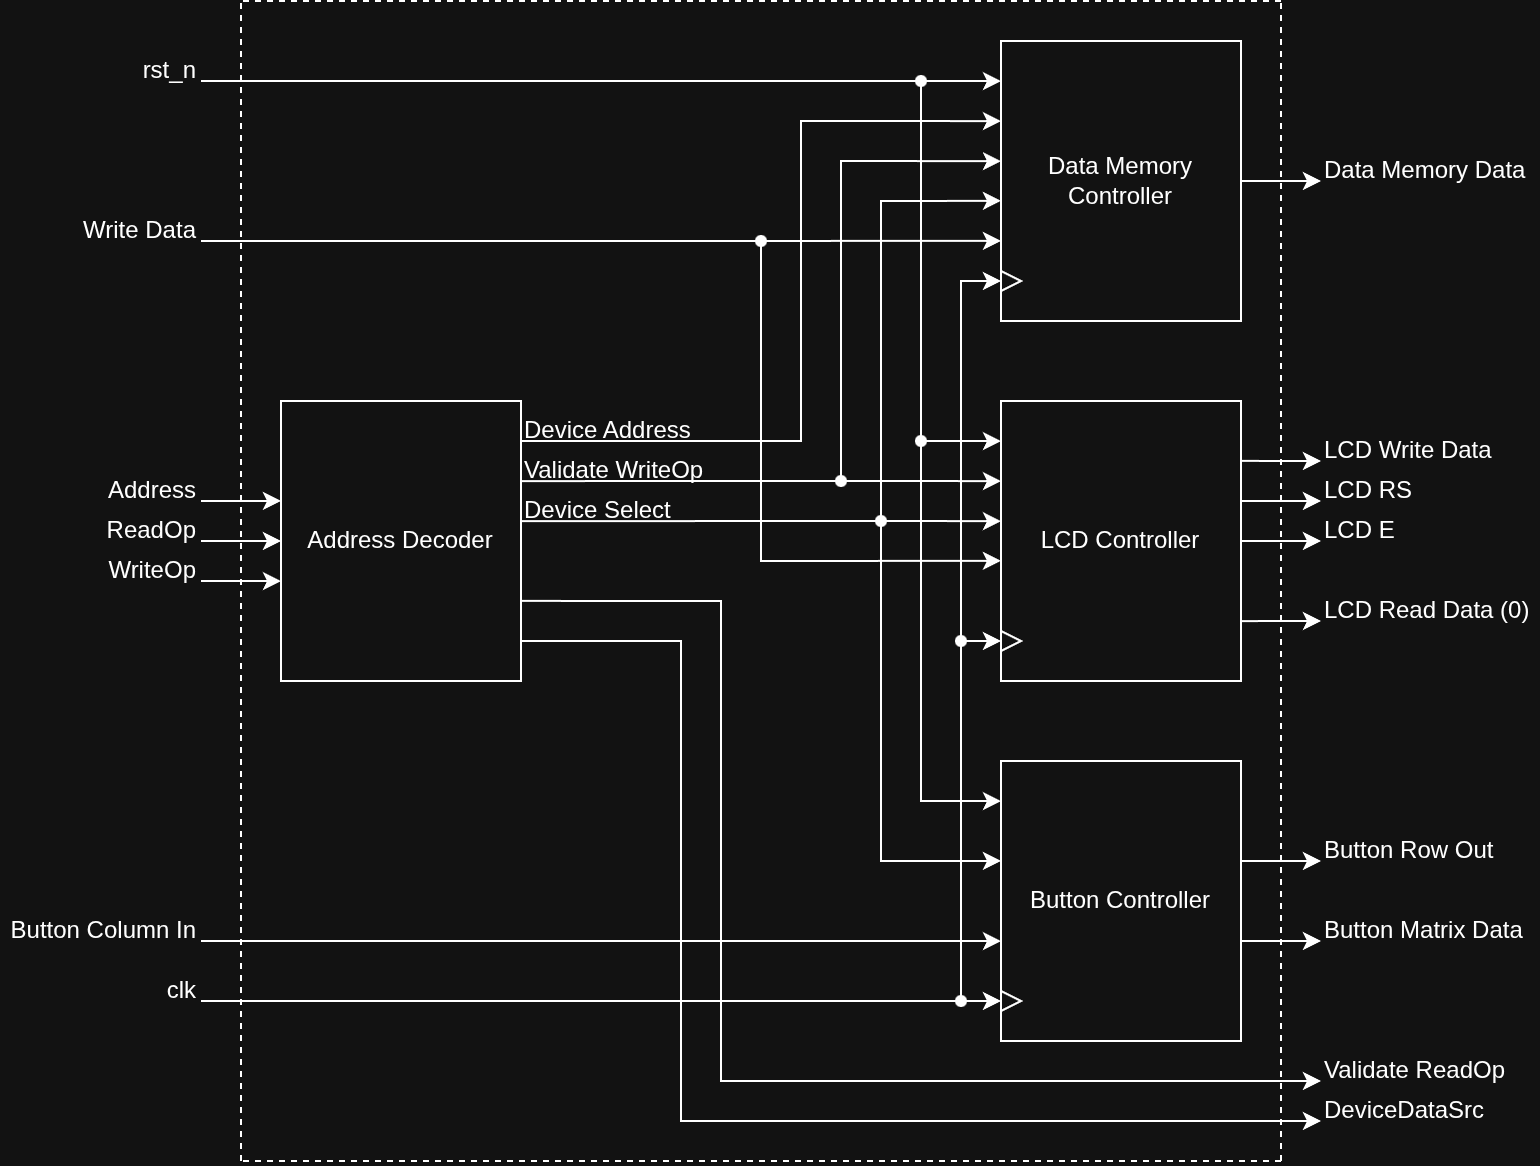 rst_n
Data Memory
Controller
Data Memory Data
Write Data
Device Address
Validate WriteOp
Device Select
Address
ReadOp
WriteOp
Address Decoder
LCD Controller
LCD Write Data
LCD RS
LCD E
LCD Read Data (0)
Button Controller
Button Row Out
Button Column In
Button Matrix Data
clk
Validate ReadOp
DeviceDataSrc